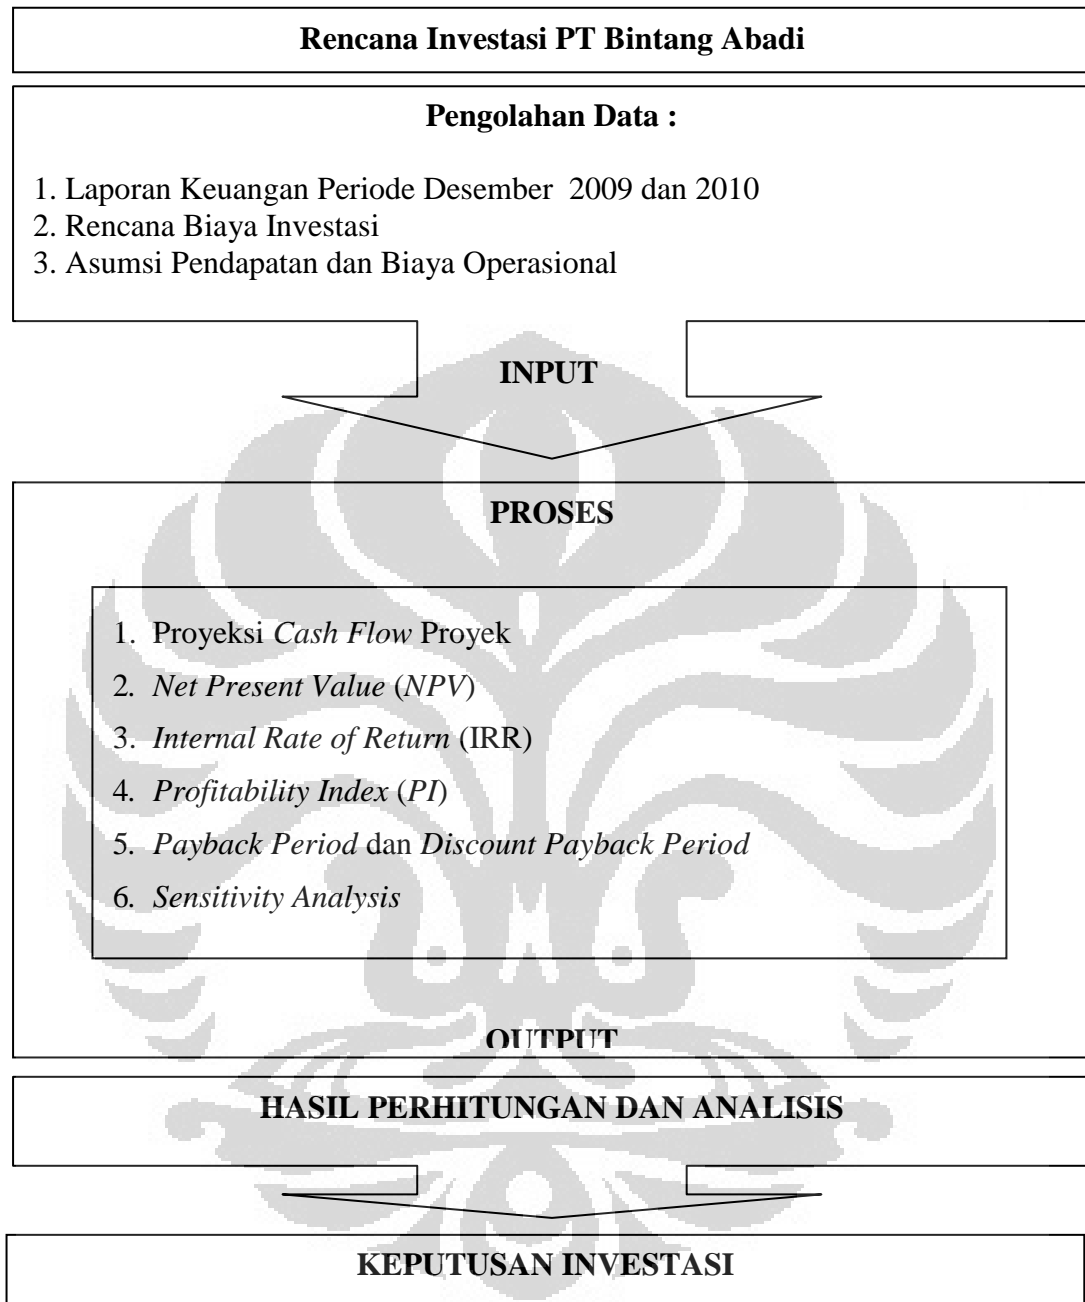 Rencana Investasi PT Bintang Abadi
Pengolahan Data :
1. Laporan Keuangan Periode Desember 2009 dan 2010
2. Rencana Biaya Investasi
3. Asumsi Pendapatan dan Biaya Operasional
INPUT
PROSES
1. Proyeksi Cash Flow Proyek
2. Net Present Value (NPV)
3. Internal Rate of Return (IRR)
4. Profitability Index (PI)
5. Payback Period dan Discount Payback Period
6. Sensitivity Analysis
OUTPUT
HASIL PERHITUNGAN DAN ANALISIS
KEPUTUSAN INVESTASI